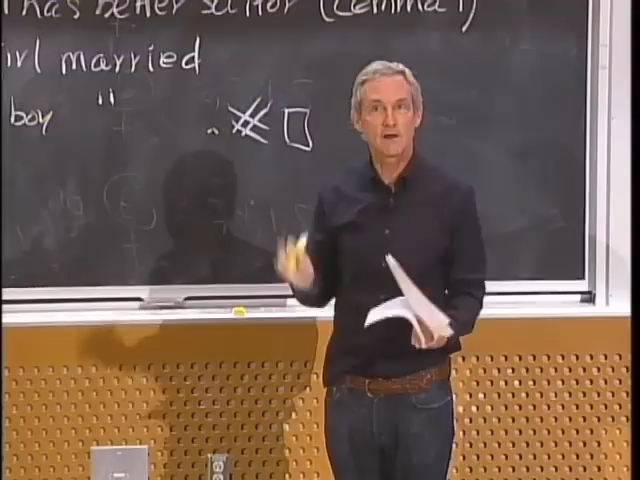 has better suitor (Lemma 1)
irl married
boy "